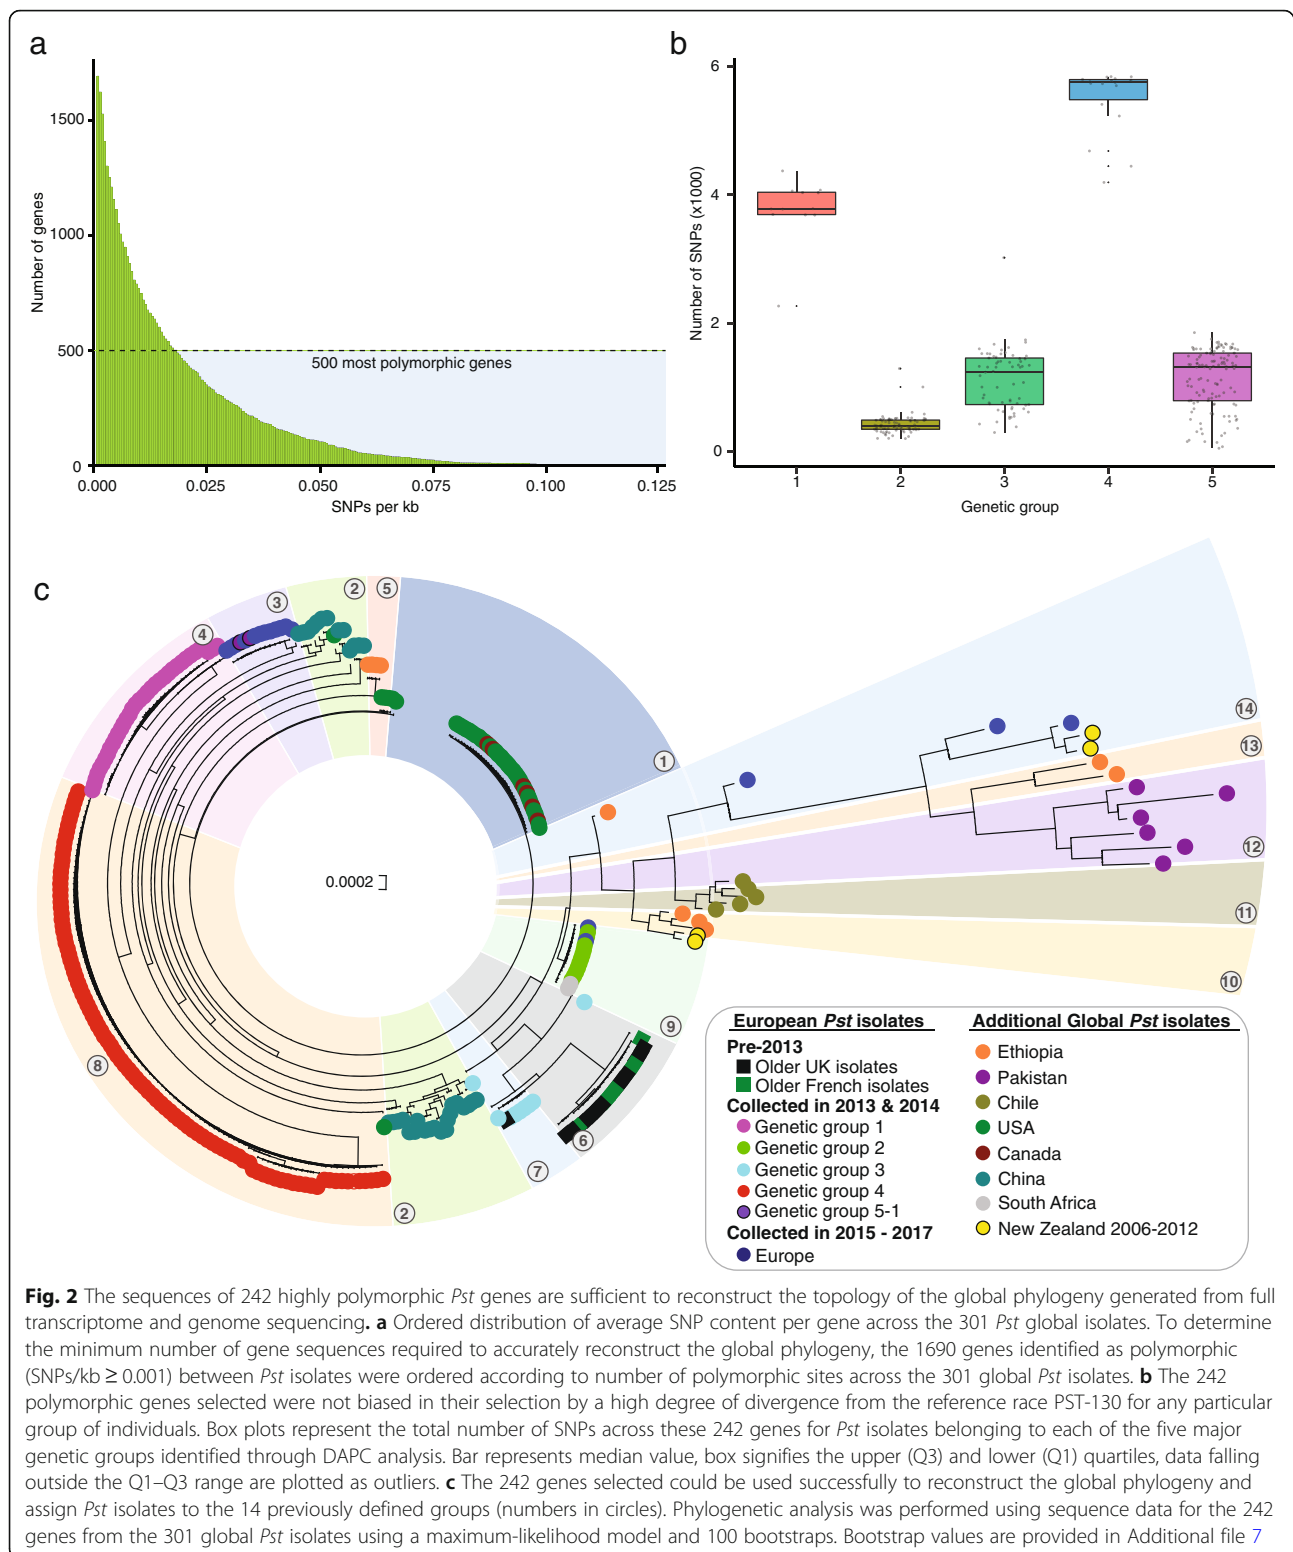 a
Number of genes
1500
1000
500
0
500 most polymorphic genes
0.000 0.025 0.050 0.075 0.100 0.125
SNPs per kb
b
Number of SNPs (x1000)
6
4
2
0
1 2 3 4 5
Genetic group
c
3
2
5
4
1
14
13
12
11
10
9
8
7
6
2
0.0002
European Pst isolates
Pre-2013
Older UK isolates
Older French isolates
Collected in 2013 & 2014
Genetic group 1
Genetic group 2
Genetic group 3
Genetic group 4
Genetic group 5-1
Collected in 2015 - 2017
Europe
Additional Global Pst isolates
Ethiopia
Pakistan
Chile
USA
Canada
China
South Africa
New Zealand 2006-2012
Fig. 2 The sequences of 242 highly polymorphic Pst genes are sufficient to reconstruct the topology of the global phylogeny generated from full
transcriptome and genome sequencing. a Ordered distribution of average SNP content per gene across the 301 Pst global isolates. To determine
the minimum number of gene sequences required to accurately reconstruct the global phylogeny, the 1690 genes identified as polymorphic
(SNPs/kb ≥ 0.001) between Pst isolates were ordered according to number of polymorphic sites across the 301 global Pst isolates. b The 242
polymorphic genes selected were not biased in their selection by a high degree of divergence from the reference race PST-130 for any particular
group of individuals. Box plots represent the total number of SNPs across these 242 genes for Pst isolates belonging to each of the five major
genetic groups identified through DAPC analysis. Bar represents median value, box signifies the upper (Q3) and lower (Q1) quartiles, data falling
outside the Q1–Q3 range are plotted as outliers. c The 242 genes selected could be used successfully to reconstruct the global phylogeny and
assign Pst isolates to the 14 previously defined groups (numbers in circles). Phylogenetic analysis was performed using sequence data for the 242
genes from the 301 global Pst isolates using a maximum-likelihood model and 100 bootstraps. Bootstrap values are provided in Additional file 7